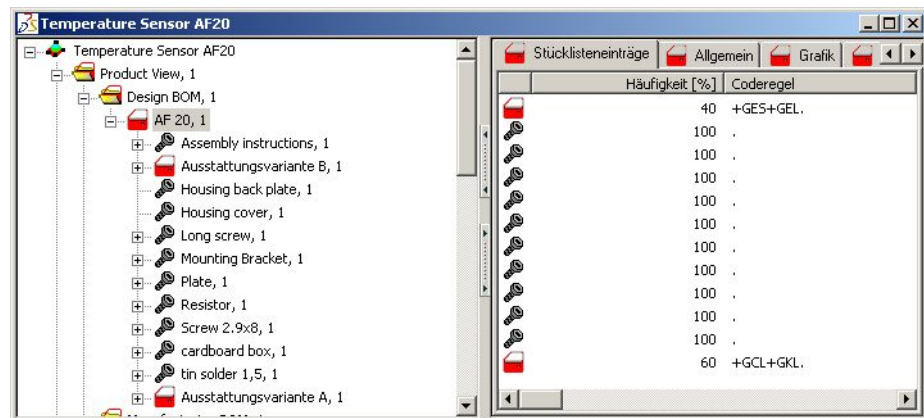 Temperature Sensor AF20
Temperature Sensor AF20
Product View, 1
Design BOM, 1
AF 20, 1
Assembly instructions, 1
Ausstattungsvariante B, 1
Housing back plate, 1
Housing cover, 1
Long screw, 1
Mounting Bracket, 1
Plate, 1
Resistor, 1
Screw 2.9x8, 1
cardboard box, 1
tin solder 1,5, 1
Ausstattungsvariante A, 1
Stücklisteneinträge Allgemein Grafik
Häufigkeit [%] Coderegel
40 +GES+GEL.
100 .
100 .
100 .
100 .
100 .
100 .
100 .
100 .
100 .
100 .
60 +GCL+GKL.